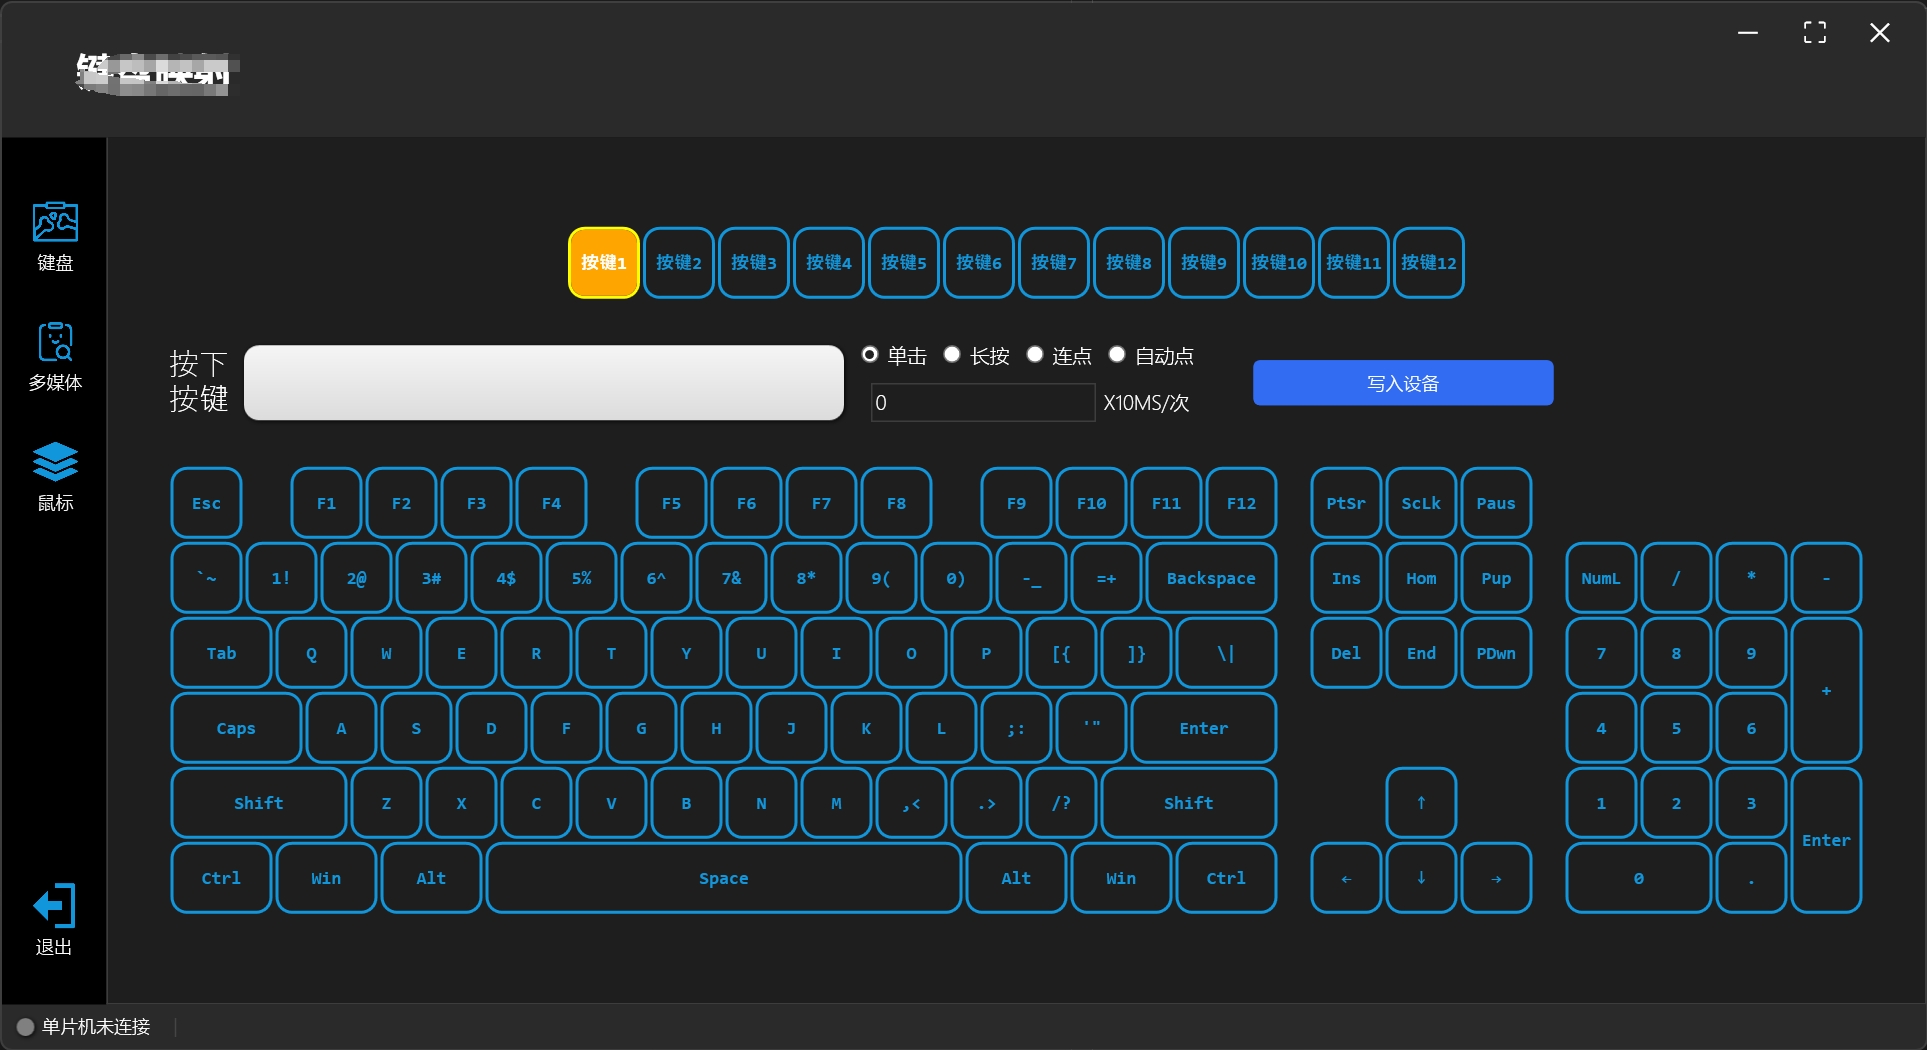 键盘
多媒体
鼠标
退出
按键1 按键2 按键3 按键4 按键5 按键6 按键7 按键8 按键9 按键10 按键11 按键12
按下
按键
单击 长按 连点 自动点
0 X10MS/次
写入设备
Esc F1 F2 F3 F4 F5 F6 F7 F8 F9 F10 F11 F12 PtSr ScLk Paus
`~ 1! 2@ 3# 4$ 5% 6^ 7& 8* 9( 0) -_ =+ Backspace Ins Hom Pup NumL / * -
Tab Q W E R T Y U I O P [{ ]} \| Del End PDwn 7 8 9 +
Caps A S D F G H J K L ;: '" Enter 4 5 6
Shift Z X C V B N M ,< .> /? Shift ↑ 1 2 3 Enter
Ctrl Win Alt Space Alt Win Ctrl ← ↓ → 0 .
单片机未连接